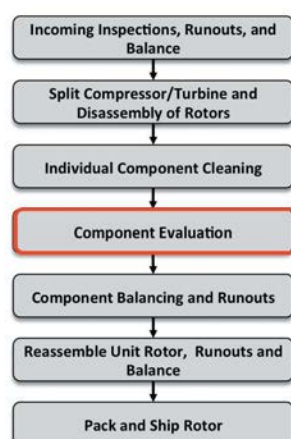 Incoming Inspections, Runouts, and
Balance
Split Compressor/Turbine and
Disassembly of Rotors
Individual Component Cleaning
Component Evaluation
Component Balancing and Runouts
Reassemble Unit Rotor, Runouts and
Balance
Pack and Ship Rotor